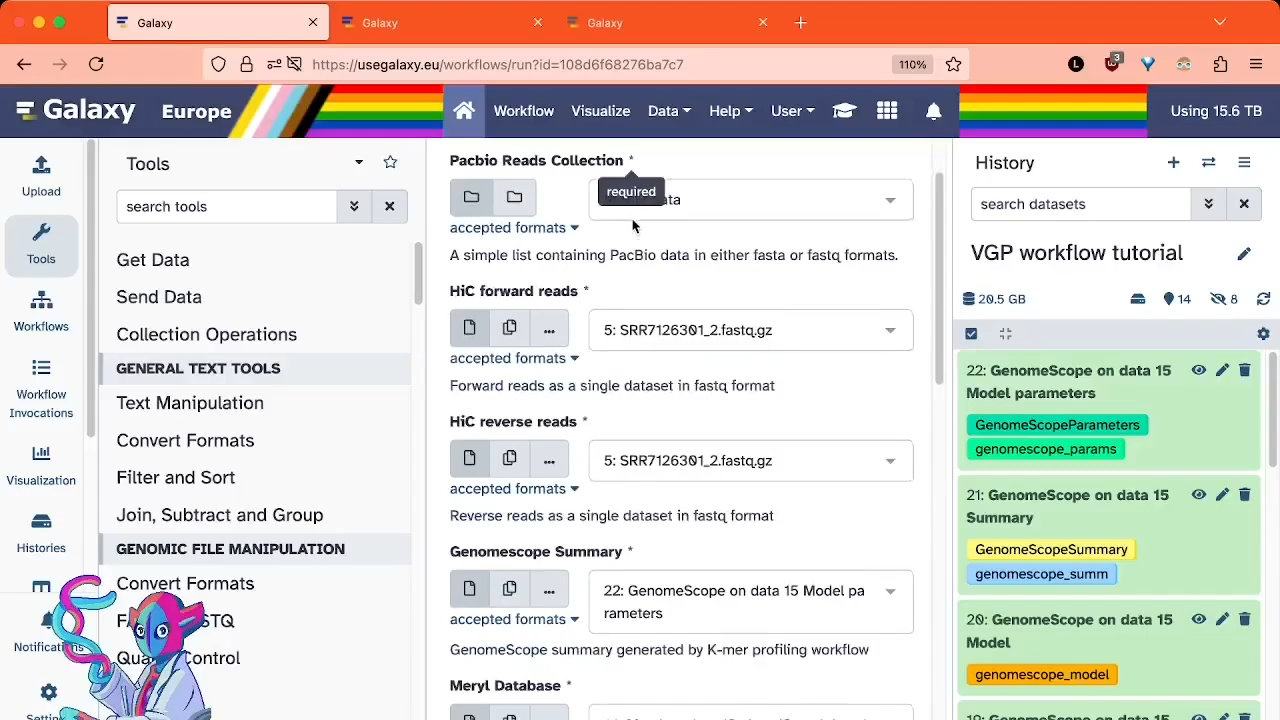 Galaxy
Galaxy
Galaxy
https://usegalaxy.eu/workflows/run?id=108d6f68276ba7c7
110%
L
3
Galaxy Europe
Workflow Visualize Data Help User
Using 15.6 TB
Upload
Tools
Workflows
Workflow
Invocations
Visualization
Histories
Notifications
Tools
search tools
Get Data
Send Data
Collection Operations
GENERAL TEXT TOOLS
Text Manipulation
Convert Formats
Filter and Sort
Join, Subtract and Group
GENOMIC FILE MANIPULATION
Convert Formats
Control
Pacbio Reads Collection *
required
accepted formats
A simple list containing PacBio data in either fasta or fastq formats.
HiC forward reads *
5: SRR7126301_2.fastq.gz
accepted formats
Forward reads as a single dataset in fastq format
HiC reverse reads *
5: SRR7126301_2.fastq.gz
accepted formats
Reverse reads as a single dataset in fastq format
Genomescope Summary *
22: GenomeScope on data 15 Model pa
rameters
accepted formats
GenomeScope summary generated by K-mer profiling workflow
Meryl Database *
History
search datasets
VGP workflow tutorial
20.5 GB
14
8
22: GenomeScope on data 15
Model parameters
GenomeScopeParameters
genomescope_params
21: GenomeScope on data 15
Summary
GenomeScopeSummary
genomescope_summ
20: GenomeScope on data 15
Model
genomescope_model